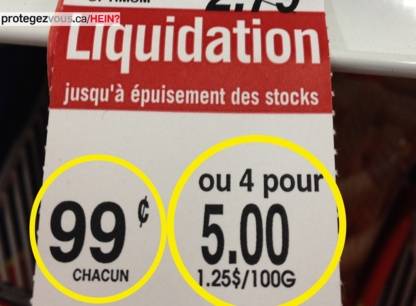 protegezvous.ca/HEIN?
Liquidation
jusqu'à épuisement des stocks
99¢
CHACUN
ou 4 pour
5.00
1.25$/100G